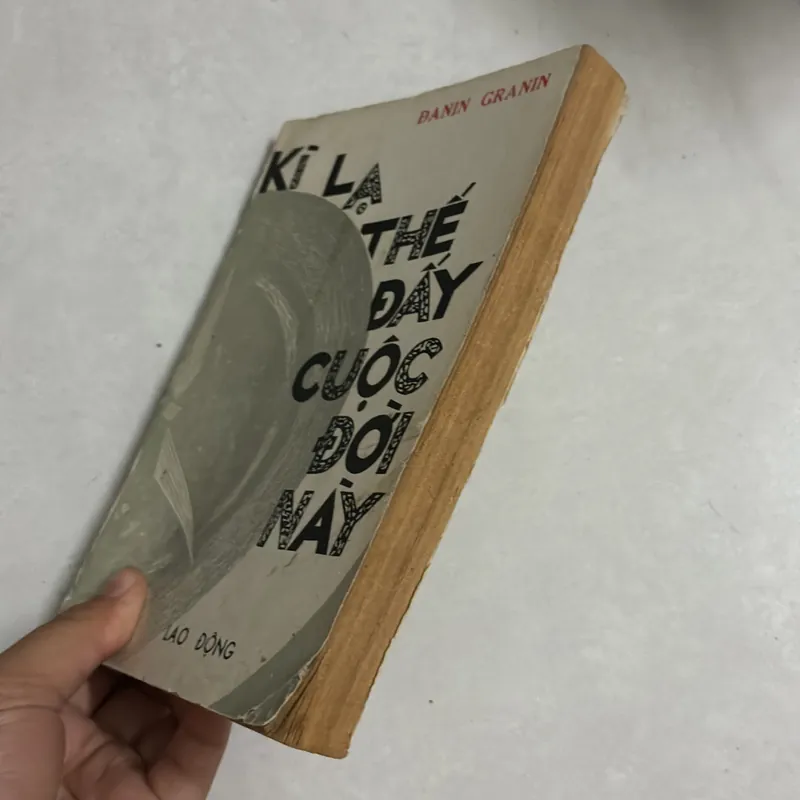 ĐANIN GRANIN
KÌ LẠ
THẾ
ĐẤY
CUỘC
ĐỜI
NÀY
LAO ĐỘNG